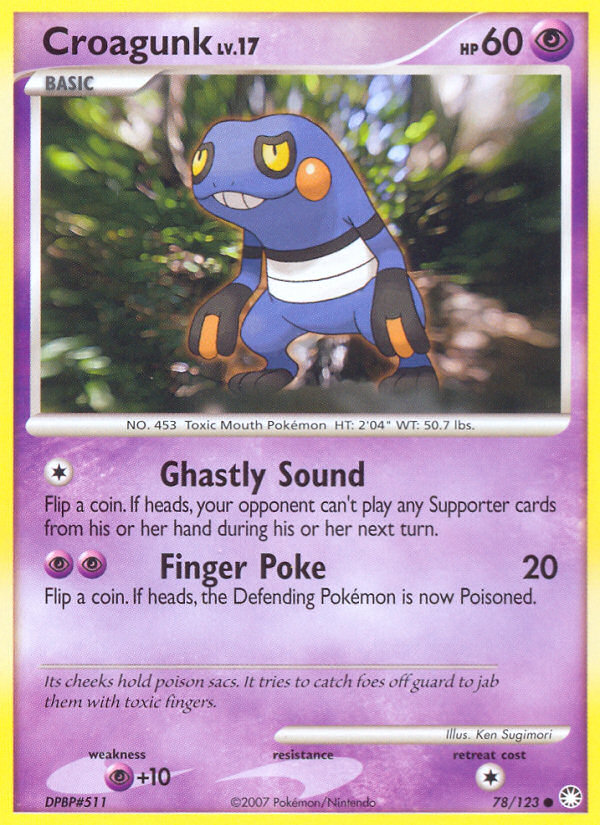 Croagunk LV.17 HP 60
BASIC
NO. 453 Toxic Mouth Pokémon HT: 2'04" WT: 50.7 lbs.
Ghastly Sound
Flip a coin. If heads, your opponent can't play any Supporter cards
from his or her hand during his or her next turn.
Finger Poke 20
Flip a coin. If heads, the Defending Pokémon is now Poisoned.
Its cheeks hold poison sacs. It tries to catch foes off guard to jab
them with toxic fingers.
Illus. Ken Sugimori
weakness resistance retreat cost
+10
DPBP#511 ©2007 Pokémon/Nintendo 78/123